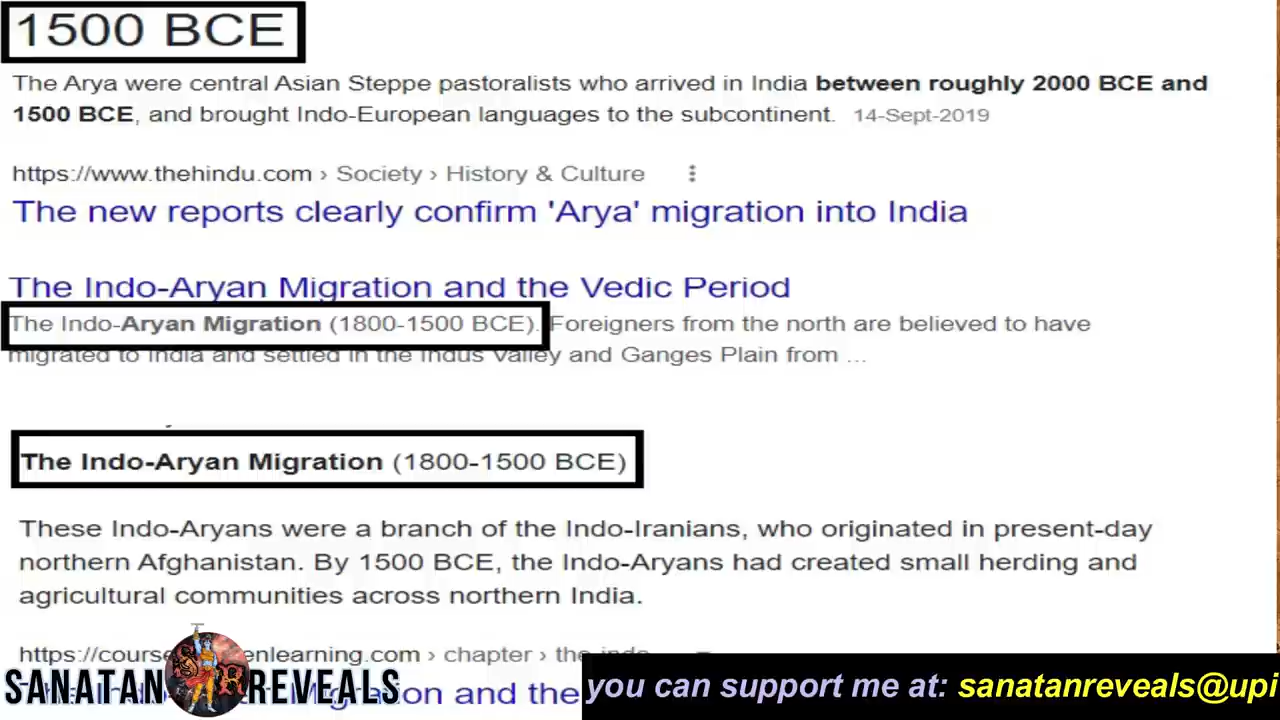 1500 BCE
The Arya were central Asian Steppe pastoralists who arrived in India between roughly 2000 BCE and
1500 BCE, and brought Indo-European languages to the subcontinent. 14-Sept-2019
https://www.thehindu.com › Society › History & Culture
The new reports clearly confirm 'Arya' migration into India
The Indo-Aryan Migration and the Vedic Period
The Indo-Aryan Migration (1800-1500 BCE). Foreigners from the north are believed to have
migrated to India and settled in the Indus Valley and Ganges Plain from ...
The Indo-Aryan Migration (1800-1500 BCE)
These Indo-Aryans were a branch of the Indo-Iranians, who originated in present-day
northern Afghanistan. By 1500 BCE, the Indo-Aryans had created small herding and
agricultural communities across northern India.
https://course enlearning.com › chapter › the
Migration and the
SANATAN REVEALS
you can support me at: sanatanreveals@upi